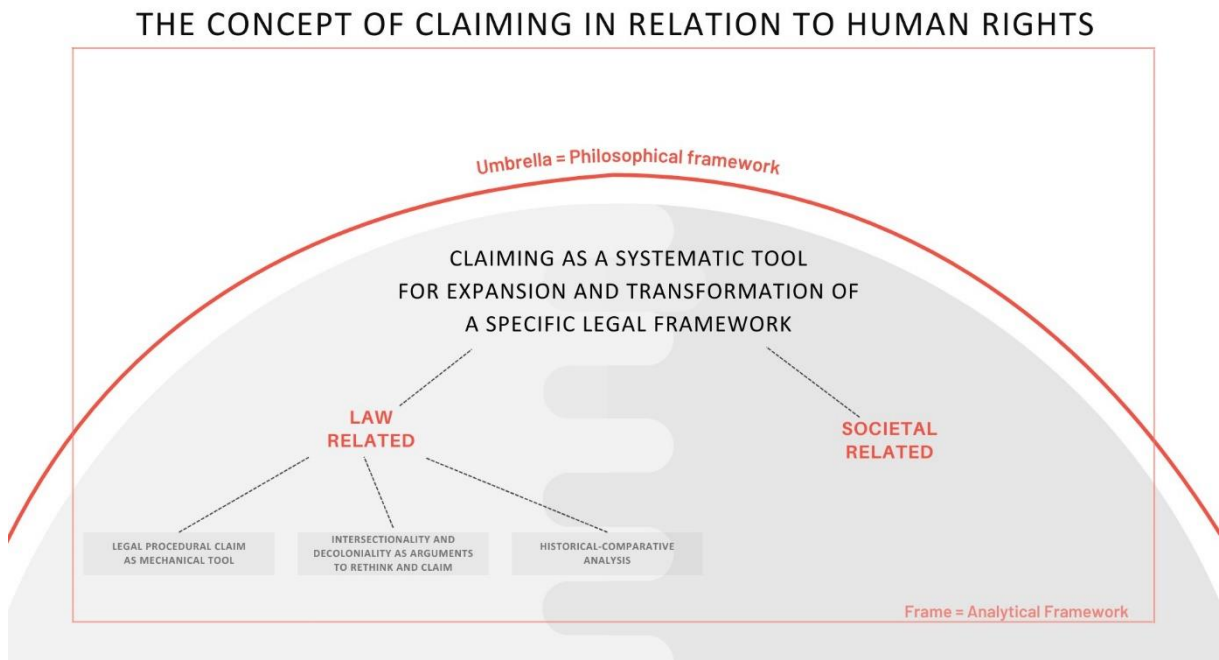 THE CONCEPT OF CLAIMING IN RELATION TO HUMAN RIGHTS
Umbrella = Philosophical framework
CLAIMING AS A SYSTEMATIC TOOL
FOR EXPANSION AND TRANSFORMATION OF
A SPECIFIC LEGAL FRAMEWORK
LAW
RELATED
SOCIETAL
RELATED
LEGAL PROCEDURAL CLAIM
AS MECHANICAL TOOL
INTERSECTIONALITY AND
DECOLONIALITY AS ARGUMENTS
TO RETHINK AND CLAIM
HISTORICAL-COMPARATIVE
ANALYSIS
Frame = Analytical Framework